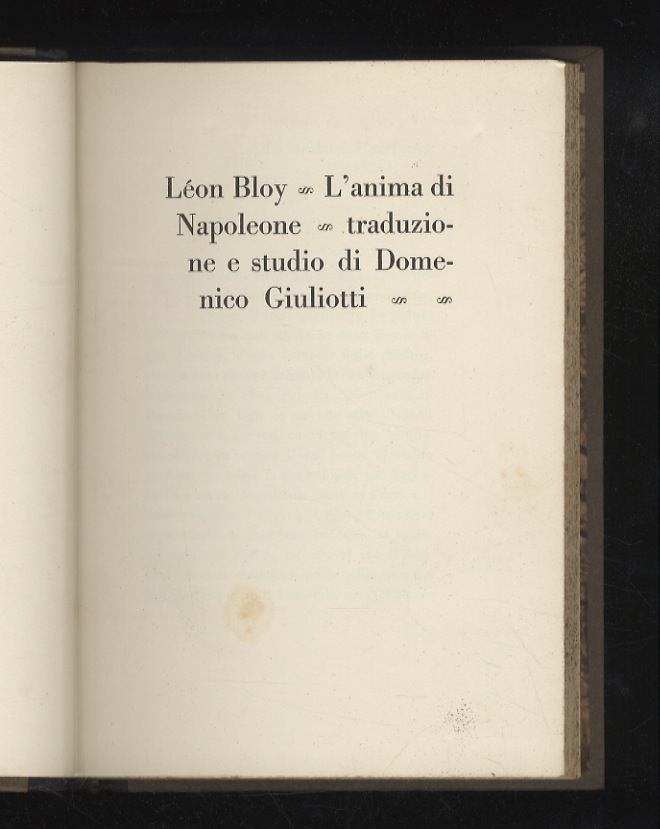 Léon Bloy ∾ L’anima di
Napoleone ∾ traduzio-
ne e studio di Dome-
nico Giuliotti ∾ ∾